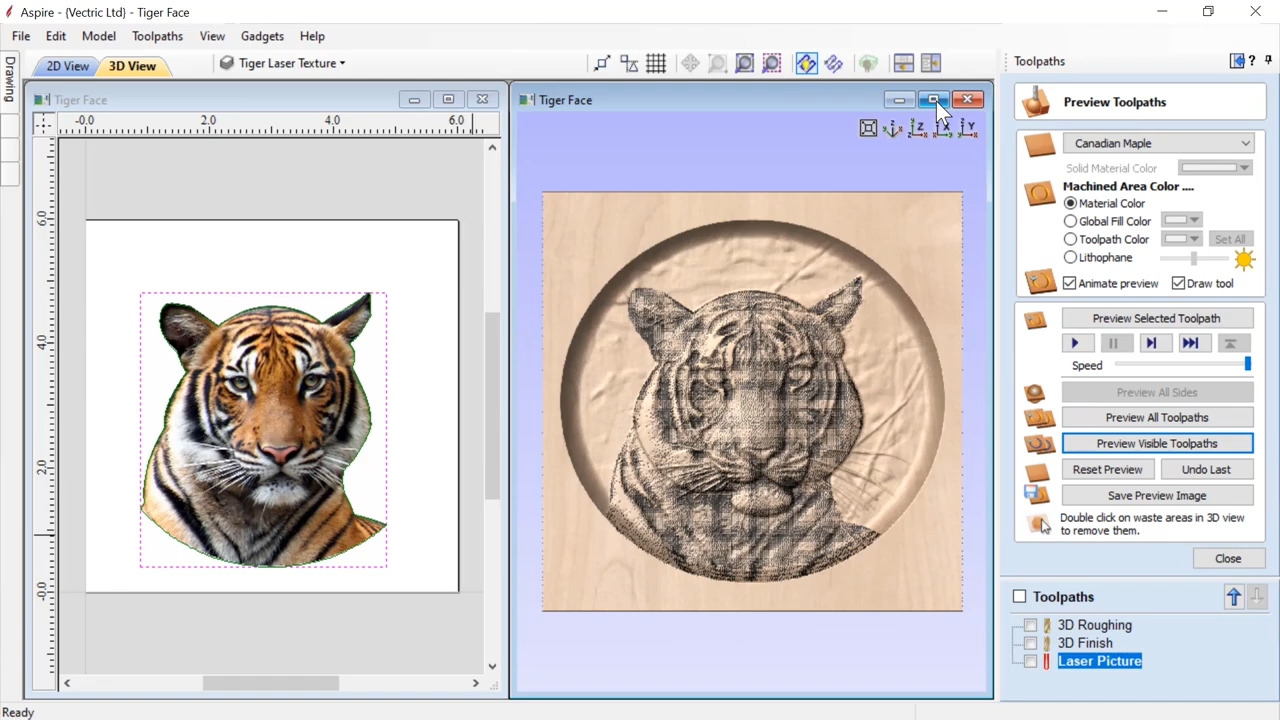 Aspire - {Vectric Ltd} - Tiger Face
File Edit Model Toolpaths View Gadgets Help
2D View 3D View Tiger Laser Texture
Drawing
Tiger Face
-0.0 2.0 4.0 6.0
6.0
4.0
2.0
-0.0
Tiger Face
Z X Y
Toolpaths
Preview Toolpaths
Canadian Maple
Solid Material Color
Machined Area Color ....
Material Color
Global Fill Color
Toolpath Color Set All
Lithophane
Animate preview Draw tool
Preview Selected Toolpath
Speed
Preview All Sides
Preview All Toolpaths
Preview Visible Toolpaths
Reset Preview Undo Last
Save Preview Image
Double click on waste areas in 3D view
to remove them.
Close
Toolpaths
3D Roughing
3D Finish
Laser Picture
Ready